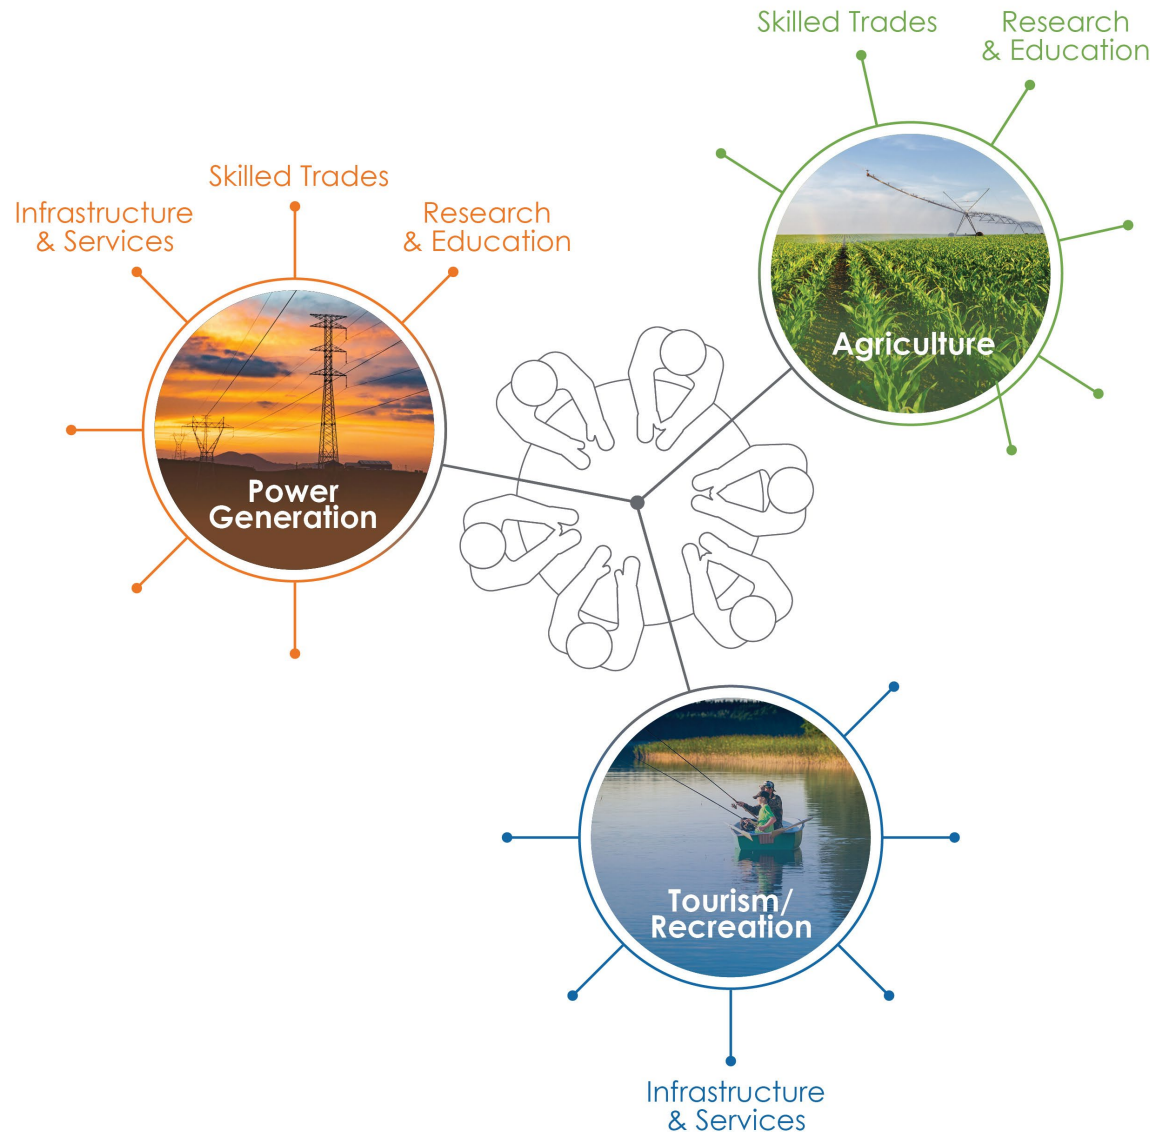 Skilled Trades
Research
& Education
Agriculture
Skilled Trades
Infrastructure
& Services
Research
& Education
Power
Generation
Tourism/
Recreation
Infrastructure
& Services